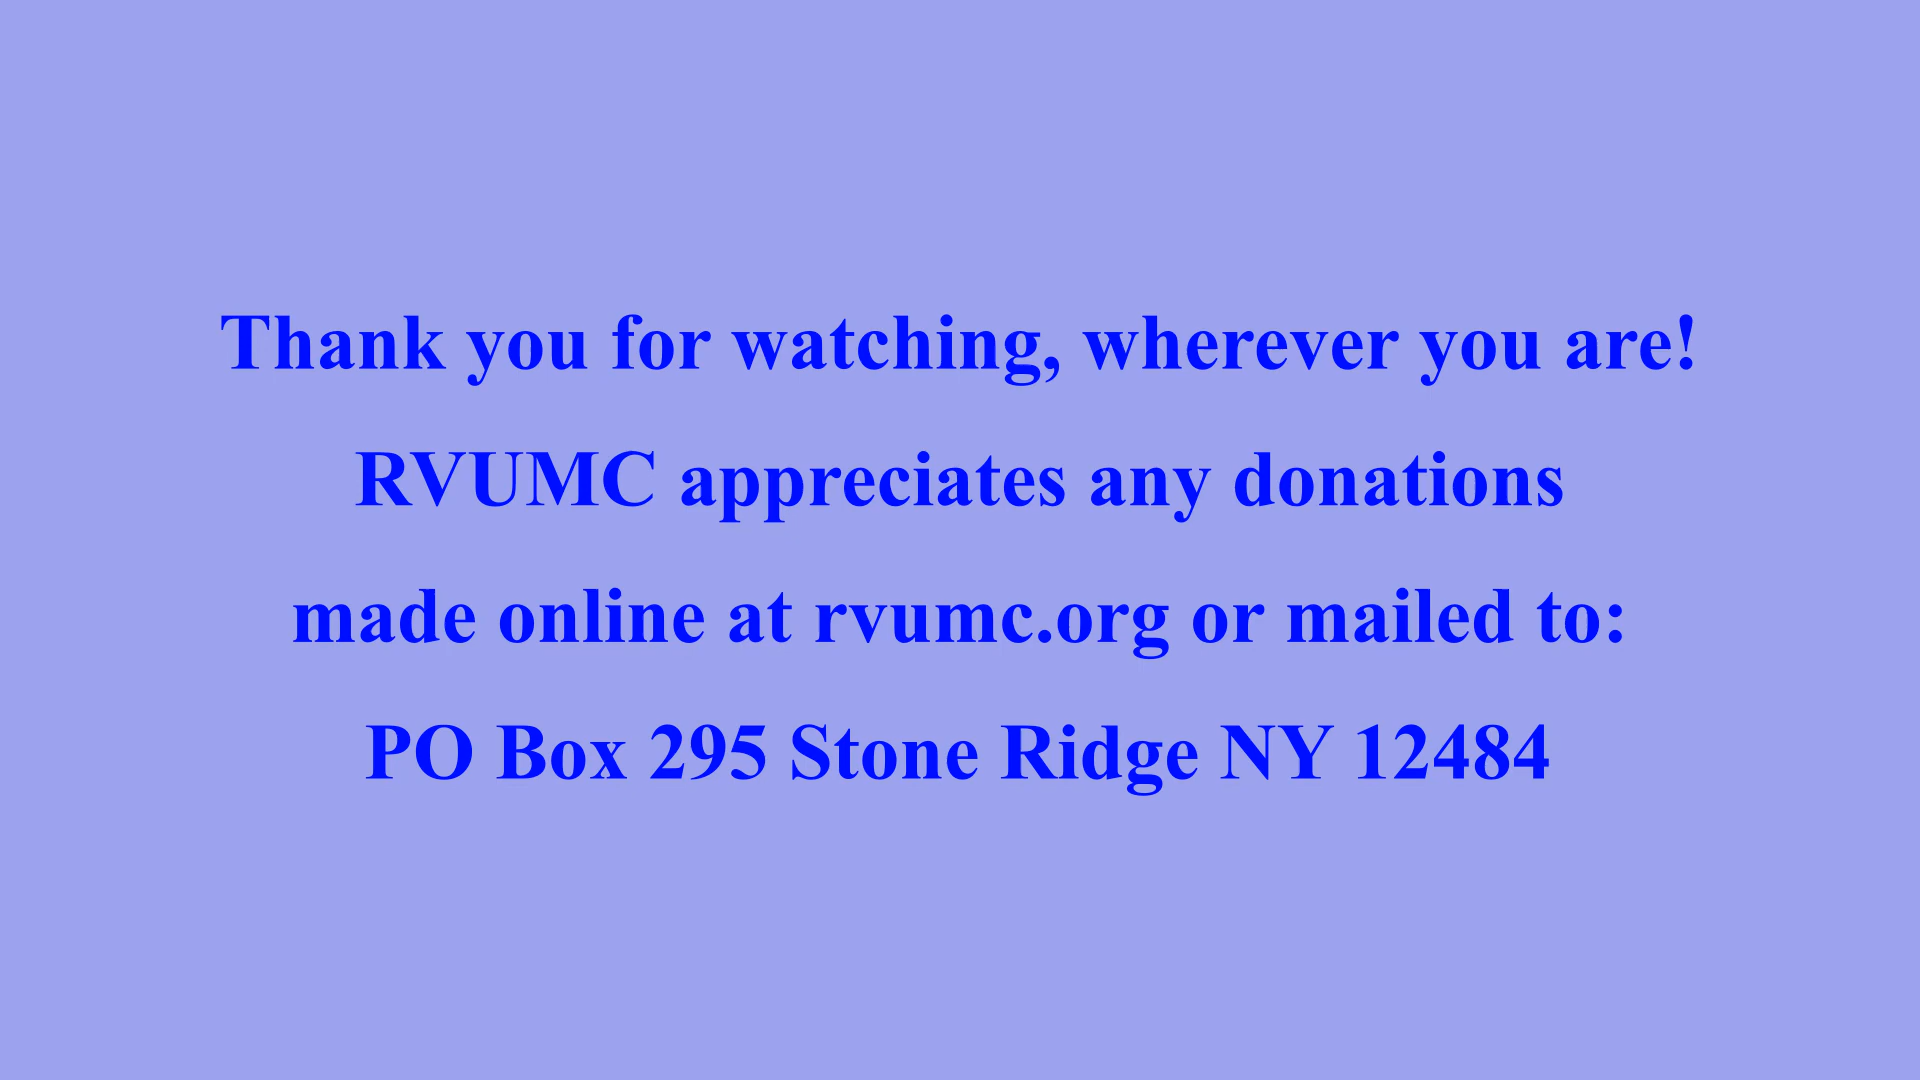 Thank you for watching, wherever you are!
RVUMC appreciates any donations
made online at rvumc.org or mailed to:
PO Box 295 Stone Ridge NY 12484